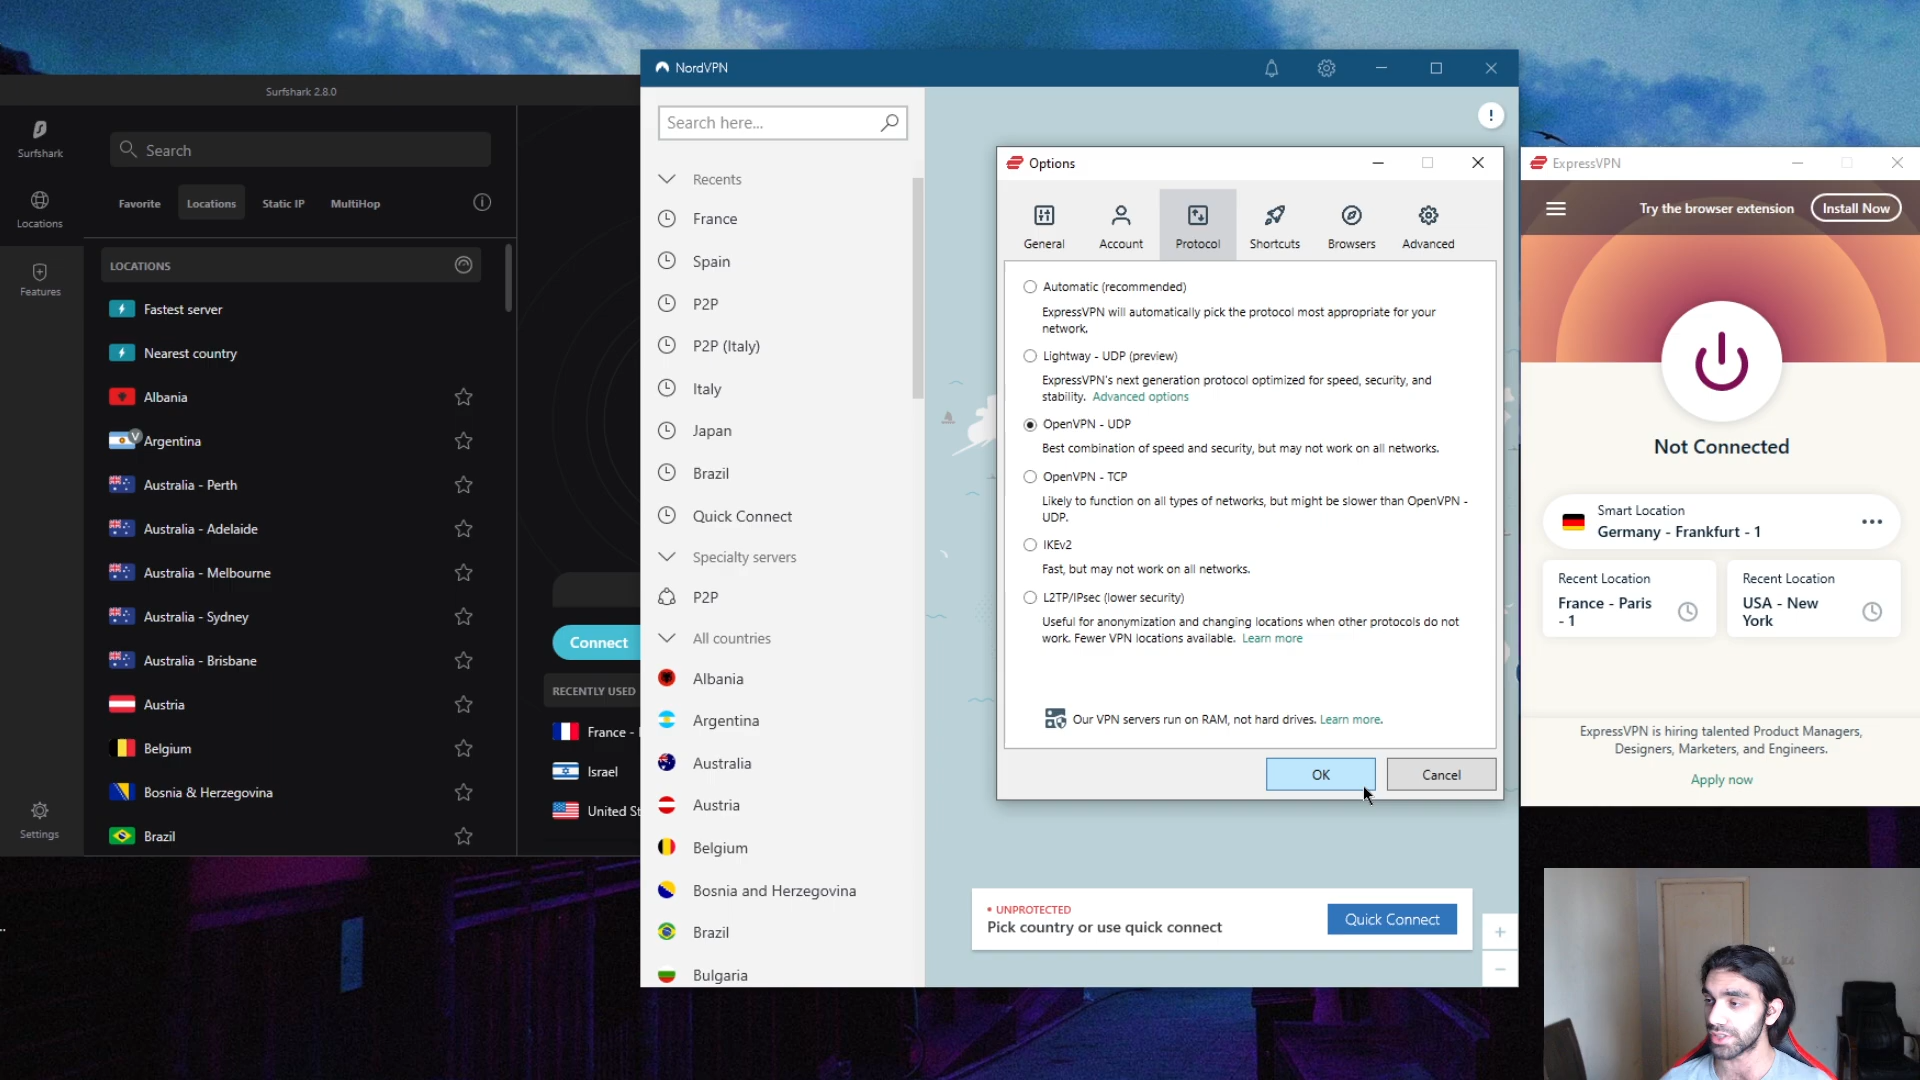 Surfshark 2.8.0
Surfshark
Locations
Features
Settings
Search
Favorite
Locations
Static IP
MultiHop
LOCATIONS
Fastest server
Nearest country
Albania
V
Argentina
Australia - Perth
Australia - Adelaide
Australia - Melbourne
Australia - Sydney
Australia - Brisbane
Austria
Belgium
Bosnia & Herzegovina
Brazil
Connect
RECENTLY USED
France -
Israel
United St
NordVPN
Search here...
Recents
France
Spain
P2P
P2P (Italy)
Italy
Japan
Brazil
Quick Connect
Specialty servers
P2P
All countries
Albania
Argentina
Australia
Austria
Belgium
Bosnia and Herzegovina
Brazil
Bulgaria
!
Options
General
Account
Protocol
Shortcuts
Browsers
Advanced
Automatic (recommended)
ExpressVPN will automatically pick the protocol most appropriate for your
network.
Lightway - UDP (preview)
ExpressVPN's next generation protocol optimized for speed, security, and
stability. Advanced options
OpenVPN - UDP
Best combination of speed and security, but may not work on all networks.
OpenVPN - TCP
Likely to function on all types of networks, but might be slower than OpenVPN -
UDP.
IKEv2
Fast, but may not work on all networks.
L2TP/IPsec (lower security)
Useful for anonymization and changing locations when other protocols do not
work. Fewer VPN locations available. Learn more
Our VPN servers run on RAM, not hard drives. Learn more.
OK
Cancel
UNPROTECTED
Pick country or use quick connect
Quick Connect
+
−
ExpressVPN
Try the browser extension
Install Now
Not Connected
Smart Location
Germany - Frankfurt - 1
Recent Location
France - Paris
- 1
Recent Location
USA - New
York
ExpressVPN is hiring talented Product Managers,
Designers, Marketers, and Engineers.
Apply now